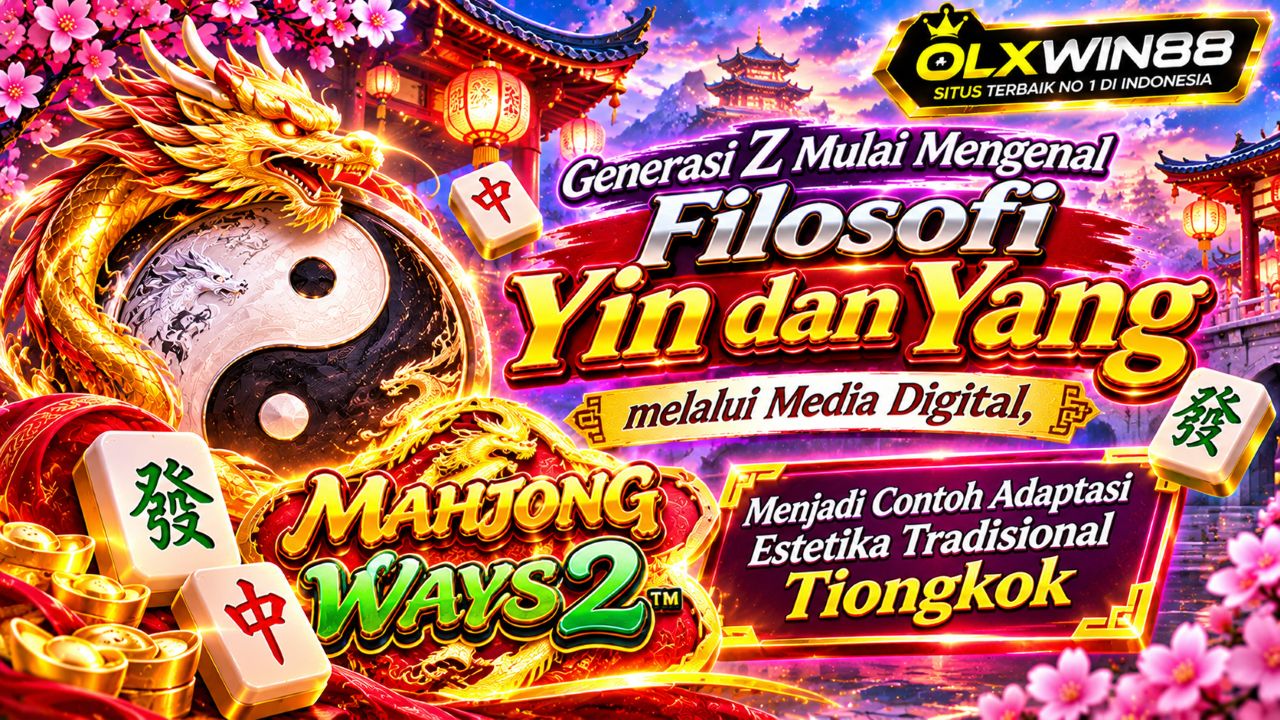 OLXWIN88
SITUS TERBAIK NO 1 DI INDONESIA
Generasi Z Mulai Mengenal
Filosofi
Yin dan Yang
melalui Media Digital,
Menjadi Contoh Adaptasi
Estetika Tradisional
Tiongkok
MAHJONG
WAYS 2™
中
發
發
中